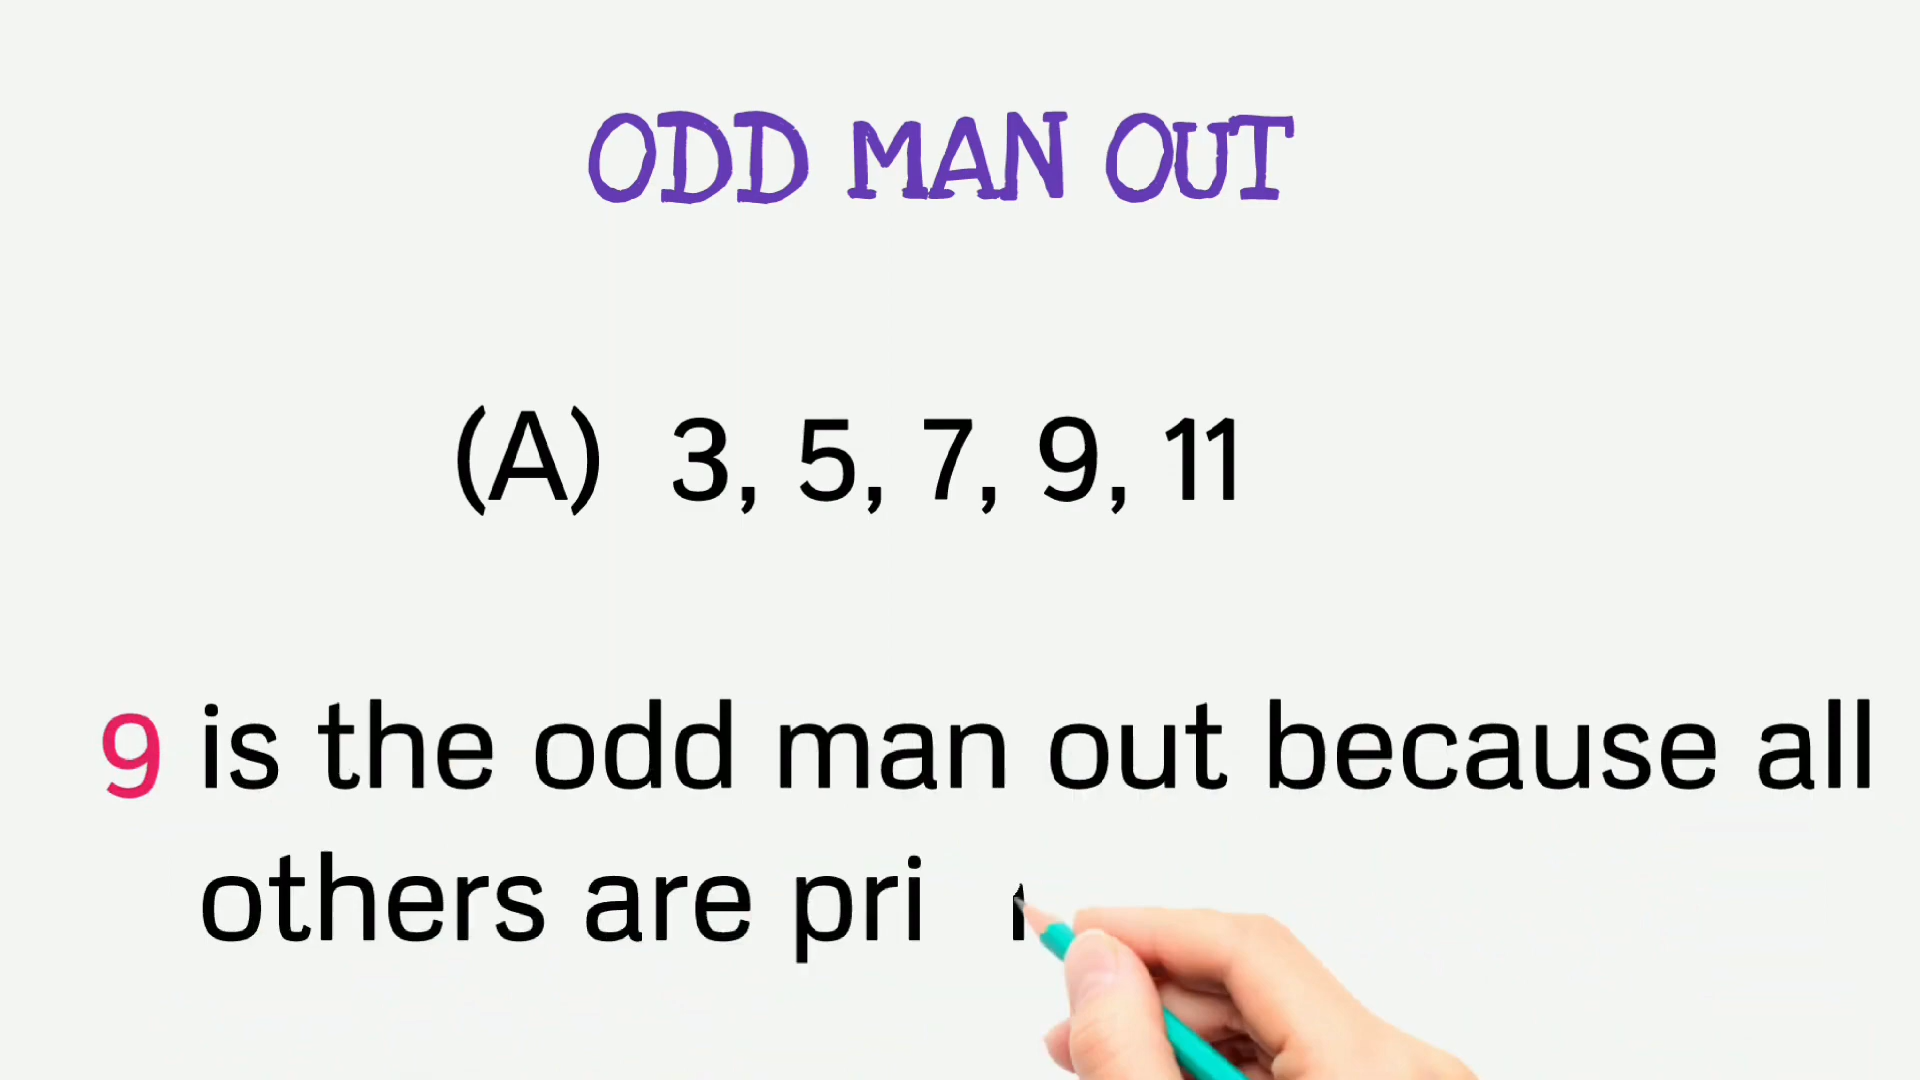 ODD MAN OUT
(A) 3, 5, 7, 9, 11
9 is the odd man out because all
others are pri